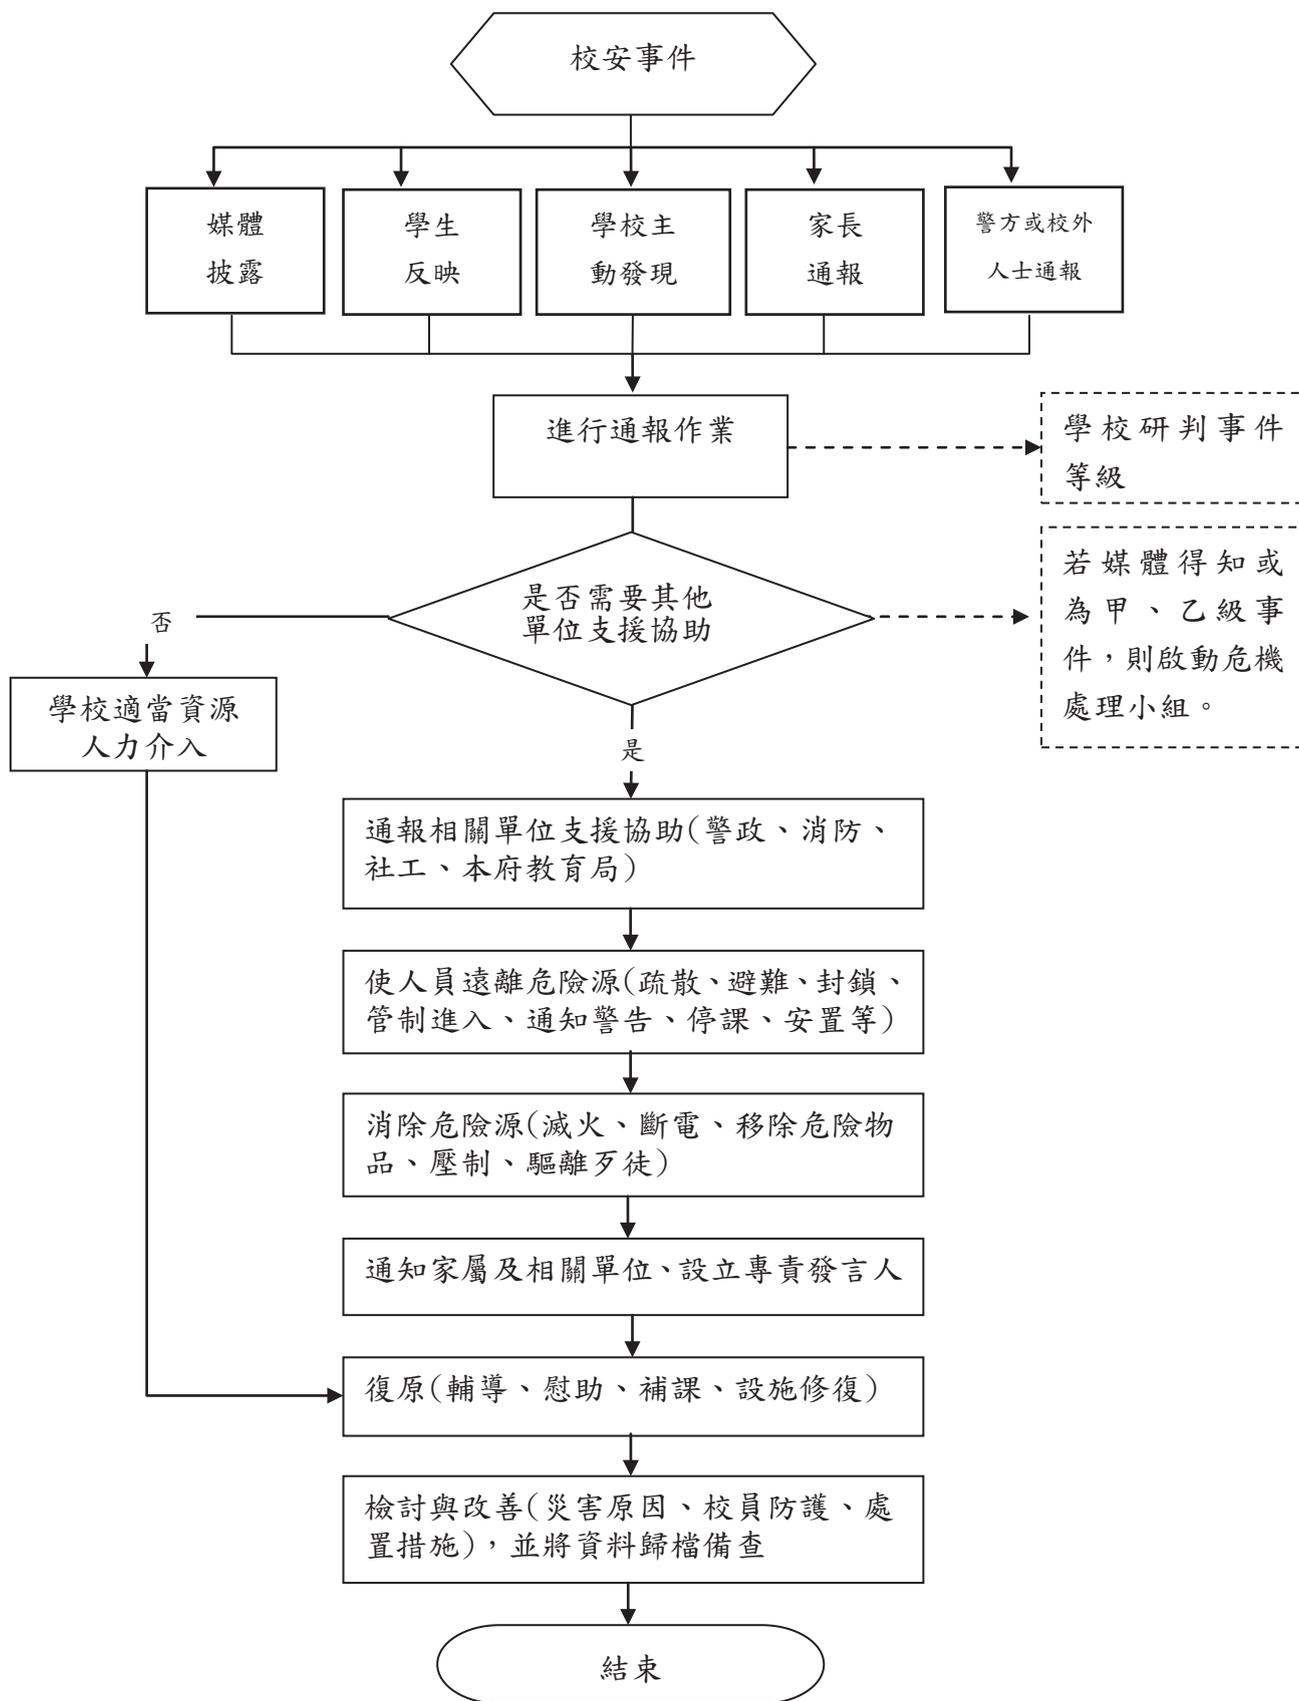 校安事件
媒體
披露
學生
反映
學校主
動發現
家長
通報
警方或校外
人士通報
進行通報作業
學校研判事件
等級
是否需要其他
單位支援協助
若媒體得知或
為甲、乙級事
件，則啟動危機
處理小組。
否
學校適當資源
人力介入
是
通報相關單位支援協助(警政、消防、
社工、本府教育局)
使人員遠離危險源(疏散、避難、封鎖、
管制進入、通知警告、停課、安置等)
消除危險源(滅火、斷電、移除危險物
品、壓制、驅離歹徒)
通知家屬及相關單位、設立專責發言人
復原(輔導、慰助、補課、設施修復)
檢討與改善(災害原因、校員防護、處
置措施)，並將資料歸檔備查
結束